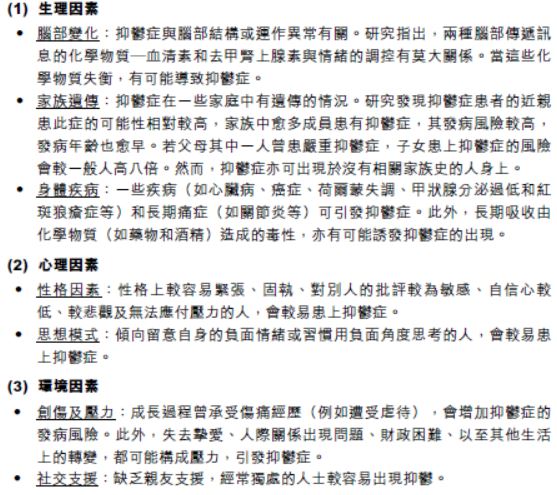 (1) 生理因素
• 腦部變化：抑鬱症與腦部結構或運作異常有關。研究指出，兩種腦部傳遞訊
息的化學物質—血清素和去甲腎上腺素與情緒的調控有莫大關係。當這些化
學物質失衡，有可能導致抑鬱症。
• 家族遺傳：抑鬱症在一些家庭中有遺傳的情況。研究發現抑鬱症患者的近親
患此症的可能性相對較高，家族中愈多成員患有抑鬱症，其發病風險較高，
發病年齡也愈早。若父母其中一人曾患嚴重抑鬱症，子女患上抑鬱症的風險
會較一般人高八倍。然而，抑鬱症亦可出現於沒有相關家族史的人身上。
• 身體疾病：一些疾病（如心臟病、癌症、荷爾蒙失調、甲狀腺分泌過低和紅
斑狼瘡症等）和長期痛症（如關節炎等）可引發抑鬱症。此外，長期吸收由
化學物質（如藥物和酒精）造成的毒性，亦有可能誘發抑鬱症的出現。
(2) 心理因素
• 性格因素：性格上較容易緊張、固執、對別人的批評較為敏感、自信心較
低、較悲觀及無法應付壓力的人，會較易患上抑鬱症。
• 思想模式：傾向留意自身的負面情緒或習慣用負面角度思考的人，會較易患
上抑鬱症。
(3) 環境因素
• 創傷及壓力：成長過程曾承受傷痛經歷（例如遭受虐待），會增加抑鬱症的
發病風險。此外，失去摯愛、人際關係出現問題、財政困難、以至其他生活
上的轉變，都可能構成壓力，引發抑鬱症。
• 社交支援：缺乏親友支援，經常獨處的人士較容易出現抑鬱。